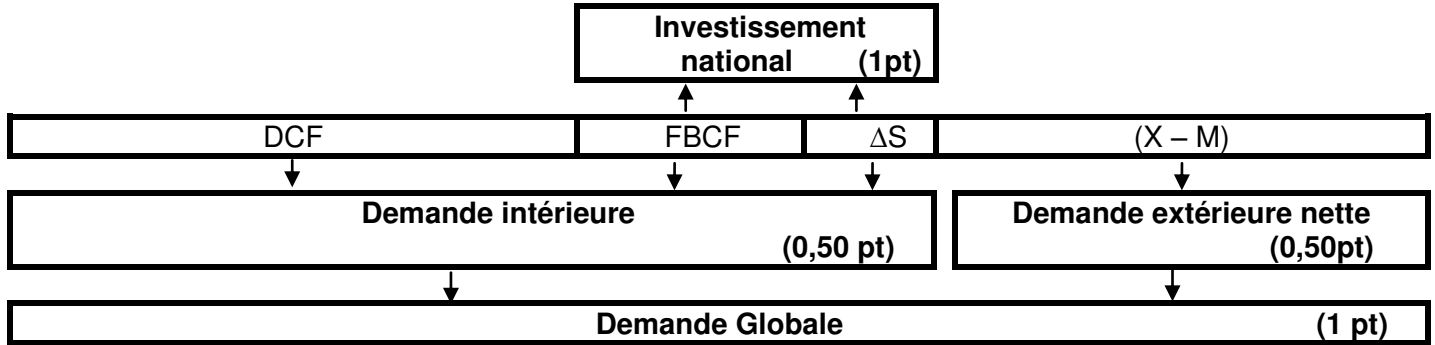 Investissement
national (1pt)
DCF FBCF ΔS (X – M)
Demande intérieure Demande extérieure nette
(0,50 pt) (0,50pt)
Demande Globale (1 pt)